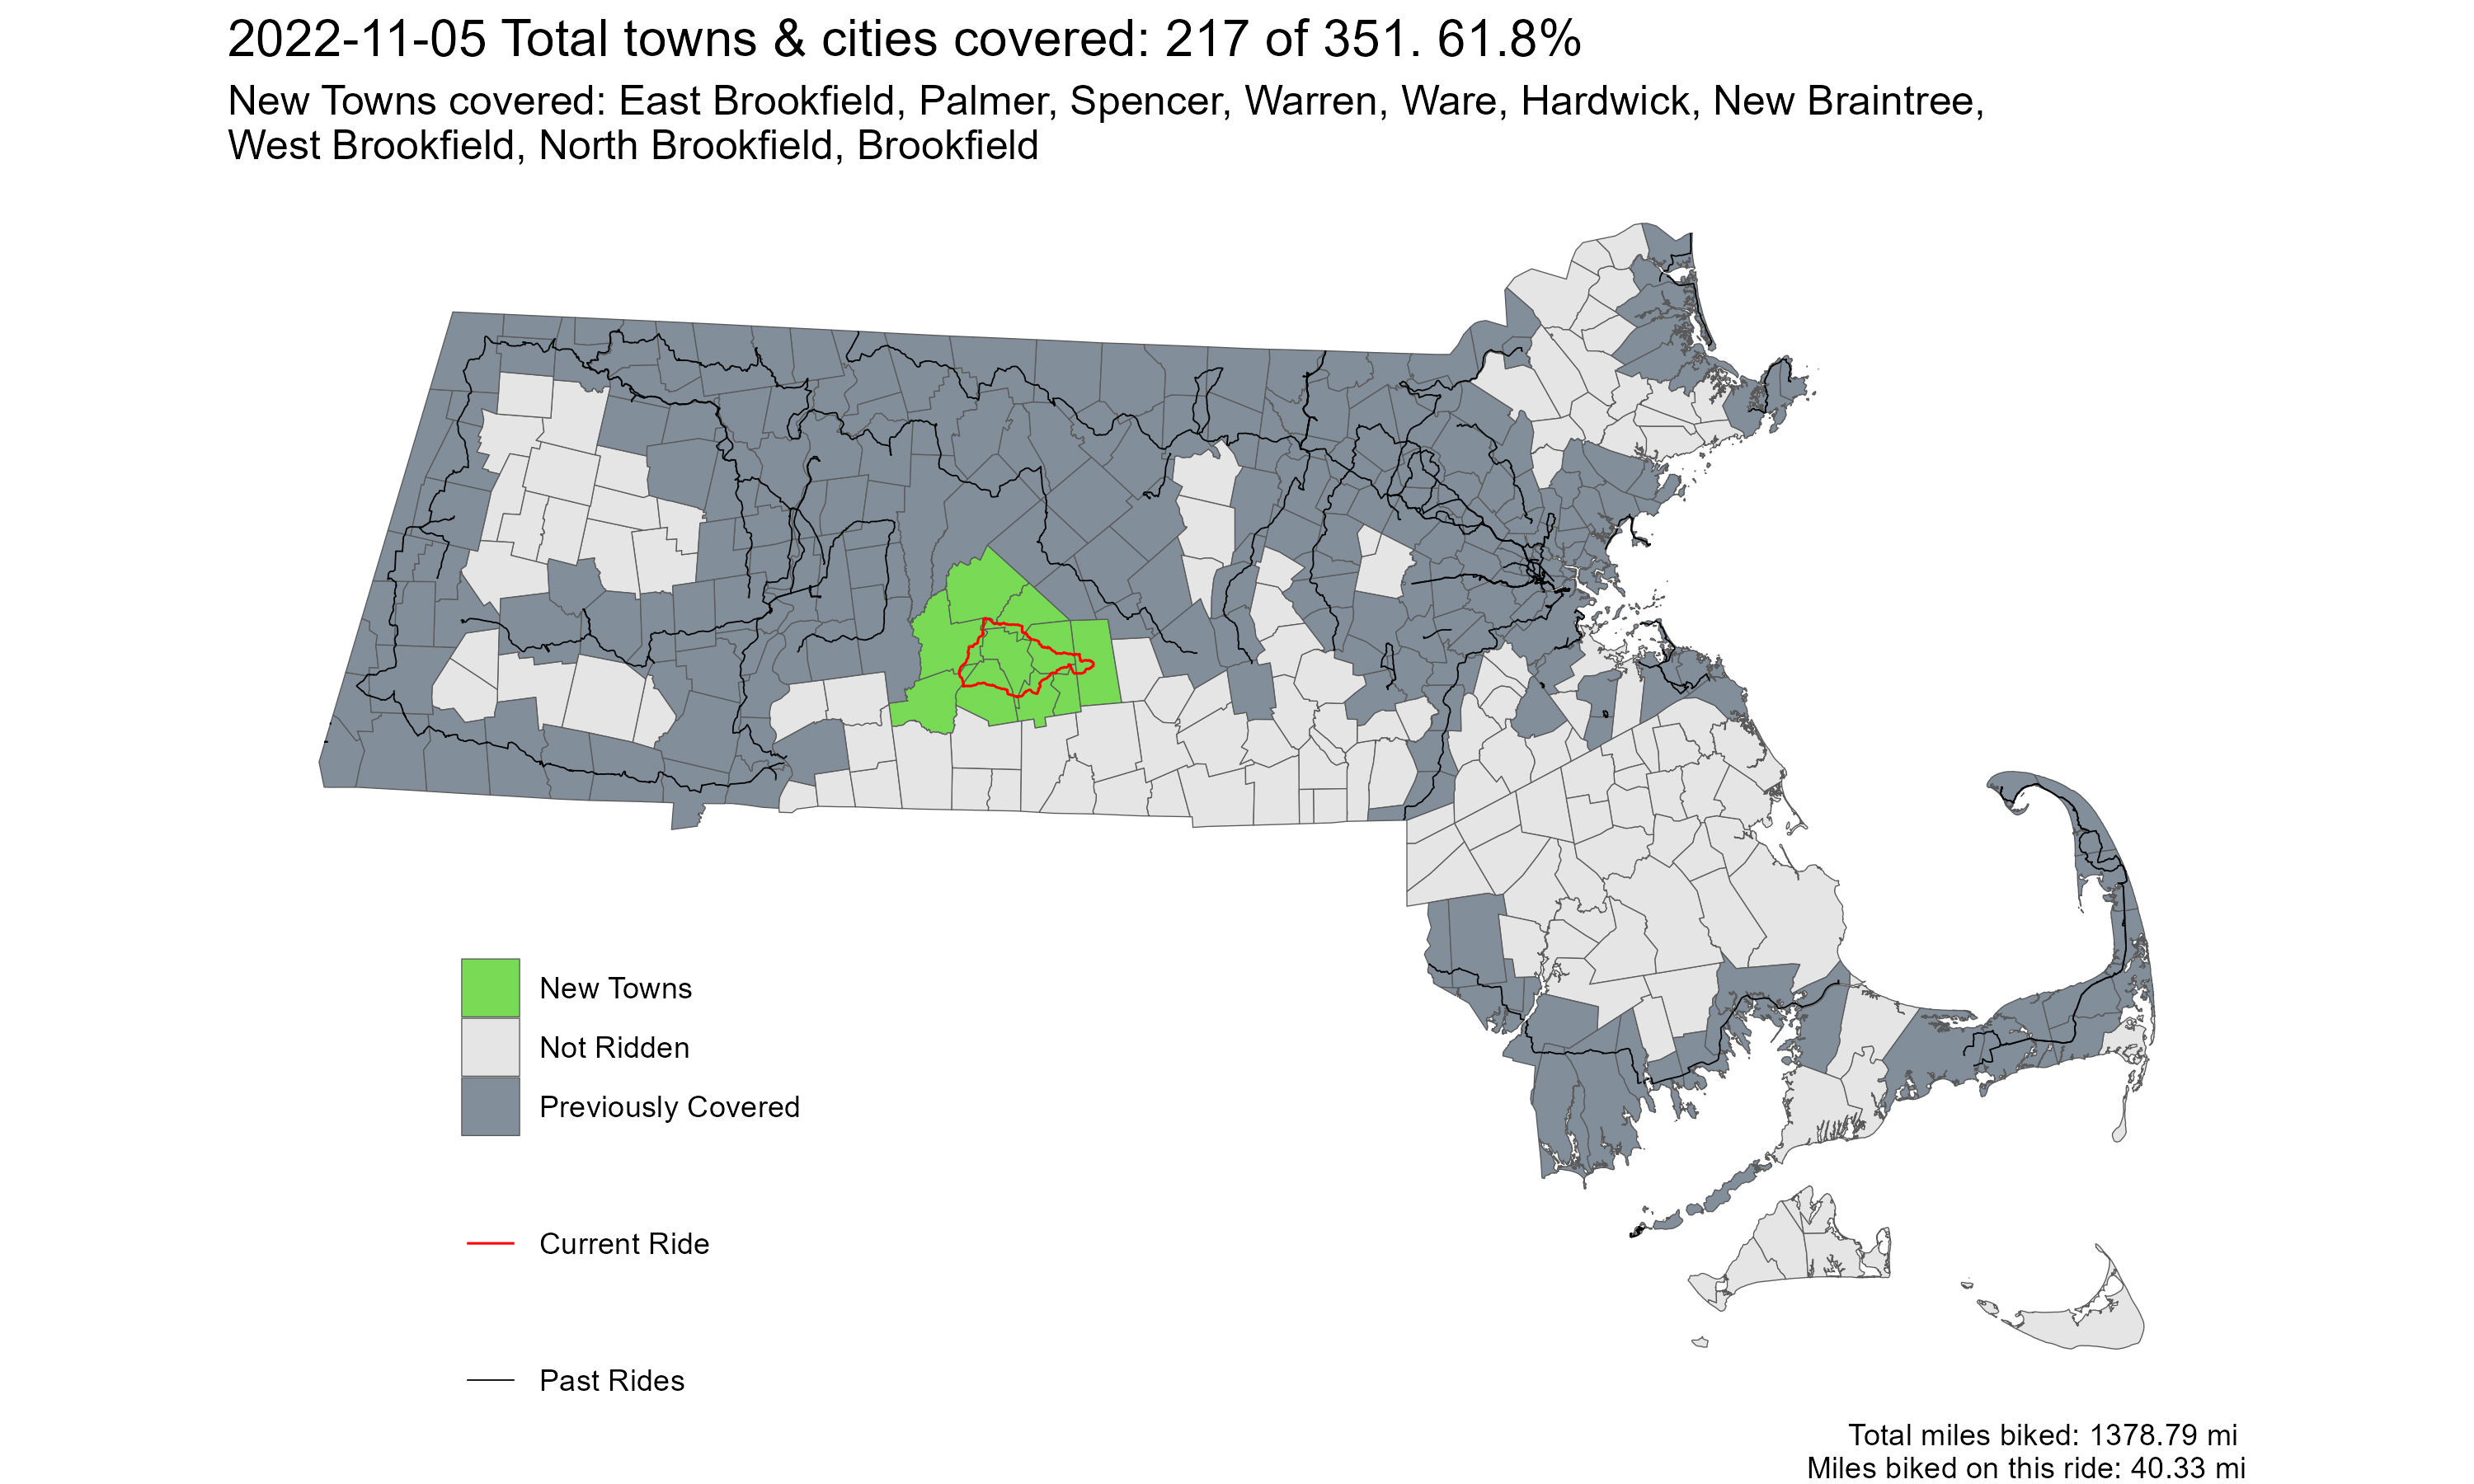 2022-11-05 Total towns & cities covered: 217 of 351. 61.8%
New Towns covered: East Brookfield, Palmer, Spencer, Warren, Ware, Hardwick, New Braintree,
West Brookfield, North Brookfield, Brookfield
New Towns
Not Ridden
Previously Covered
Current Ride
Past Rides
Total miles biked: 1378.79 mi
Miles biked on this ride: 40.33 mi